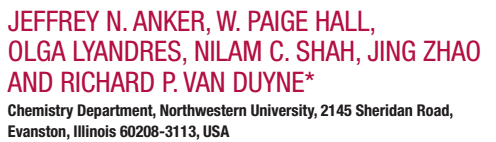 JEFFREY N. ANKER, W. PAIGE HALL,
OLGA LYANDRES, NILAM C. SHAH, JING ZHAO
AND RICHARD P. VAN DUYNE*
Chemistry Department, Northwestern University, 2145 Sheridan Road,
Evanston, Illinois 60208-3113, USA